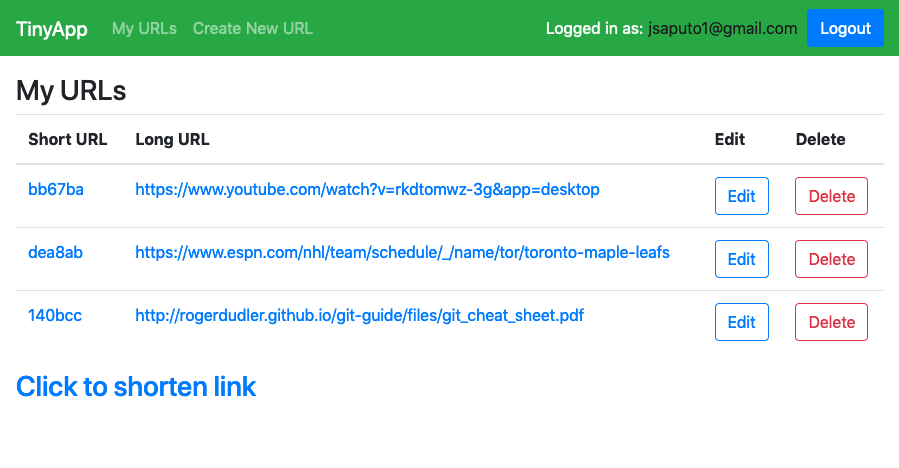 TinyApp My URLs Create New URL Logged in as: jsaputo1@gmail.com Logout
My URLs
Short URL Long URL Edit Delete
bb67ba https://www.youtube.com/watch?v=rkdtomwz-3g&app=desktop Edit Delete
dea8ab https://www.espn.com/nhl/team/schedule/_/name/tor/toronto-maple-leafs Edit Delete
140bcc http://rogerdudler.github.io/git-guide/files/git_cheat_sheet.pdf Edit Delete
Click to shorten link